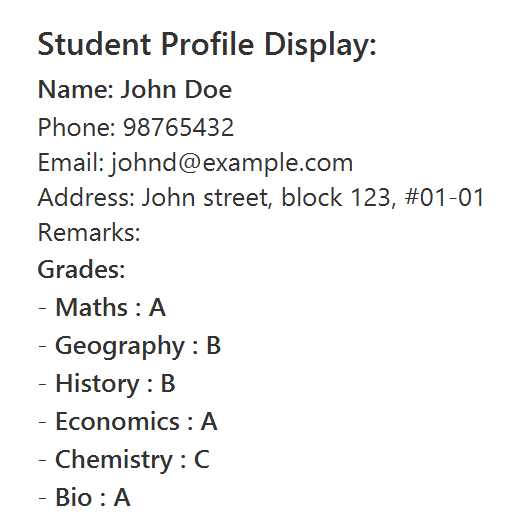 Student Profile Display:
Name: John Doe
Phone: 98765432
Email: johnd@example.com
Address: John street, block 123, #01-01
Remarks:
Grades:
- Maths : A
- Geography : B
- History : B
- Economics : A
- Chemistry : C
- Bio : A